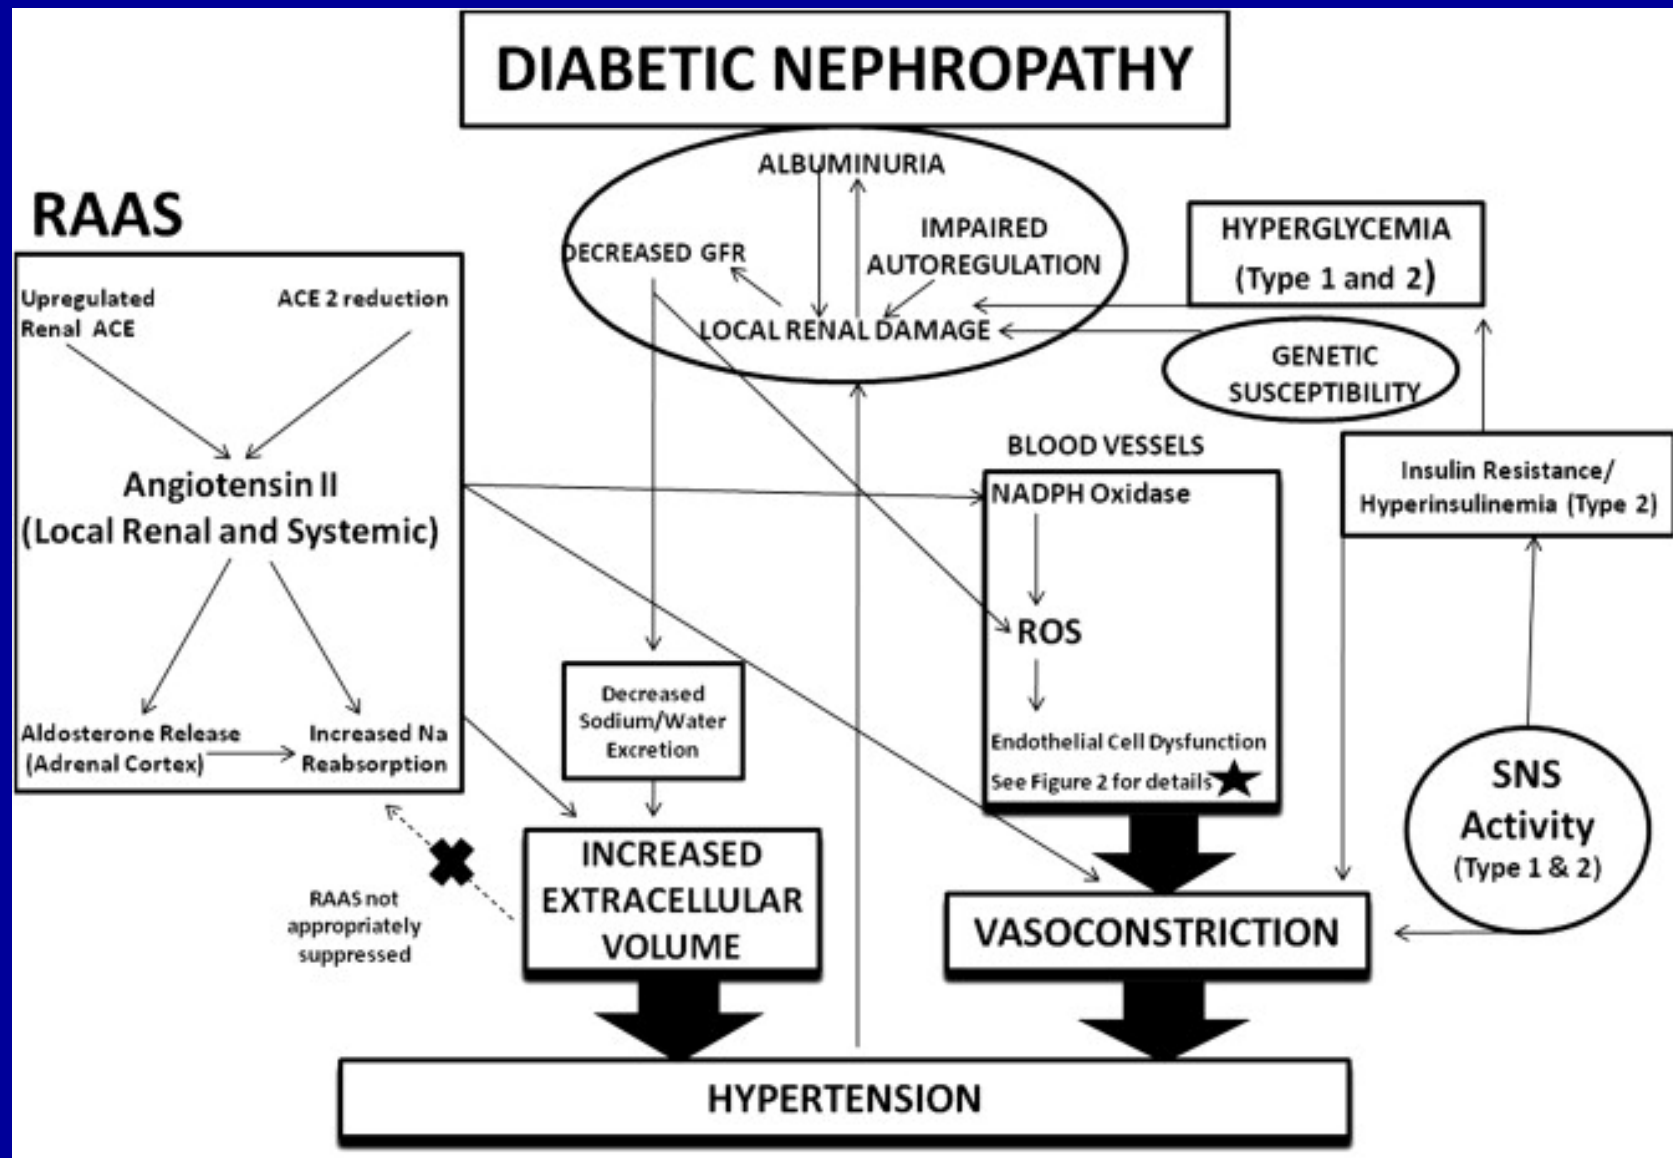 DIABETIC NEPHROPATHY
ALBUMINURIA
IMPAIRED
AUTOREGULATION
DECREASED GFR
LOCAL RENAL DAMAGE
HYPERGLYCEMIA
(Type 1 and 2)
GENETIC
SUSCEPTIBILITY
RAAS
Upregulated
Renal ACE
ACE 2 reduction
Angiotensin II
(Local Renal and Systemic)
Aldosterone Release
(Adrenal Cortex)
Increased Na
Reabsorption
BLOOD VESSELS
NADPH Oxidase
ROS
Endothelial Cell Dysfunction
See Figure 2 for details
Insulin Resistance/
Hyperinsulinemia (Type 2)
SNS
Activity
(Type 1 & 2)
Decreased
Sodium/Water
Excretion
INCREASED
EXTRACELLULAR
VOLUME
RAAS not
appropriately
suppressed
VASOCONSTRICTION
HYPERTENSION